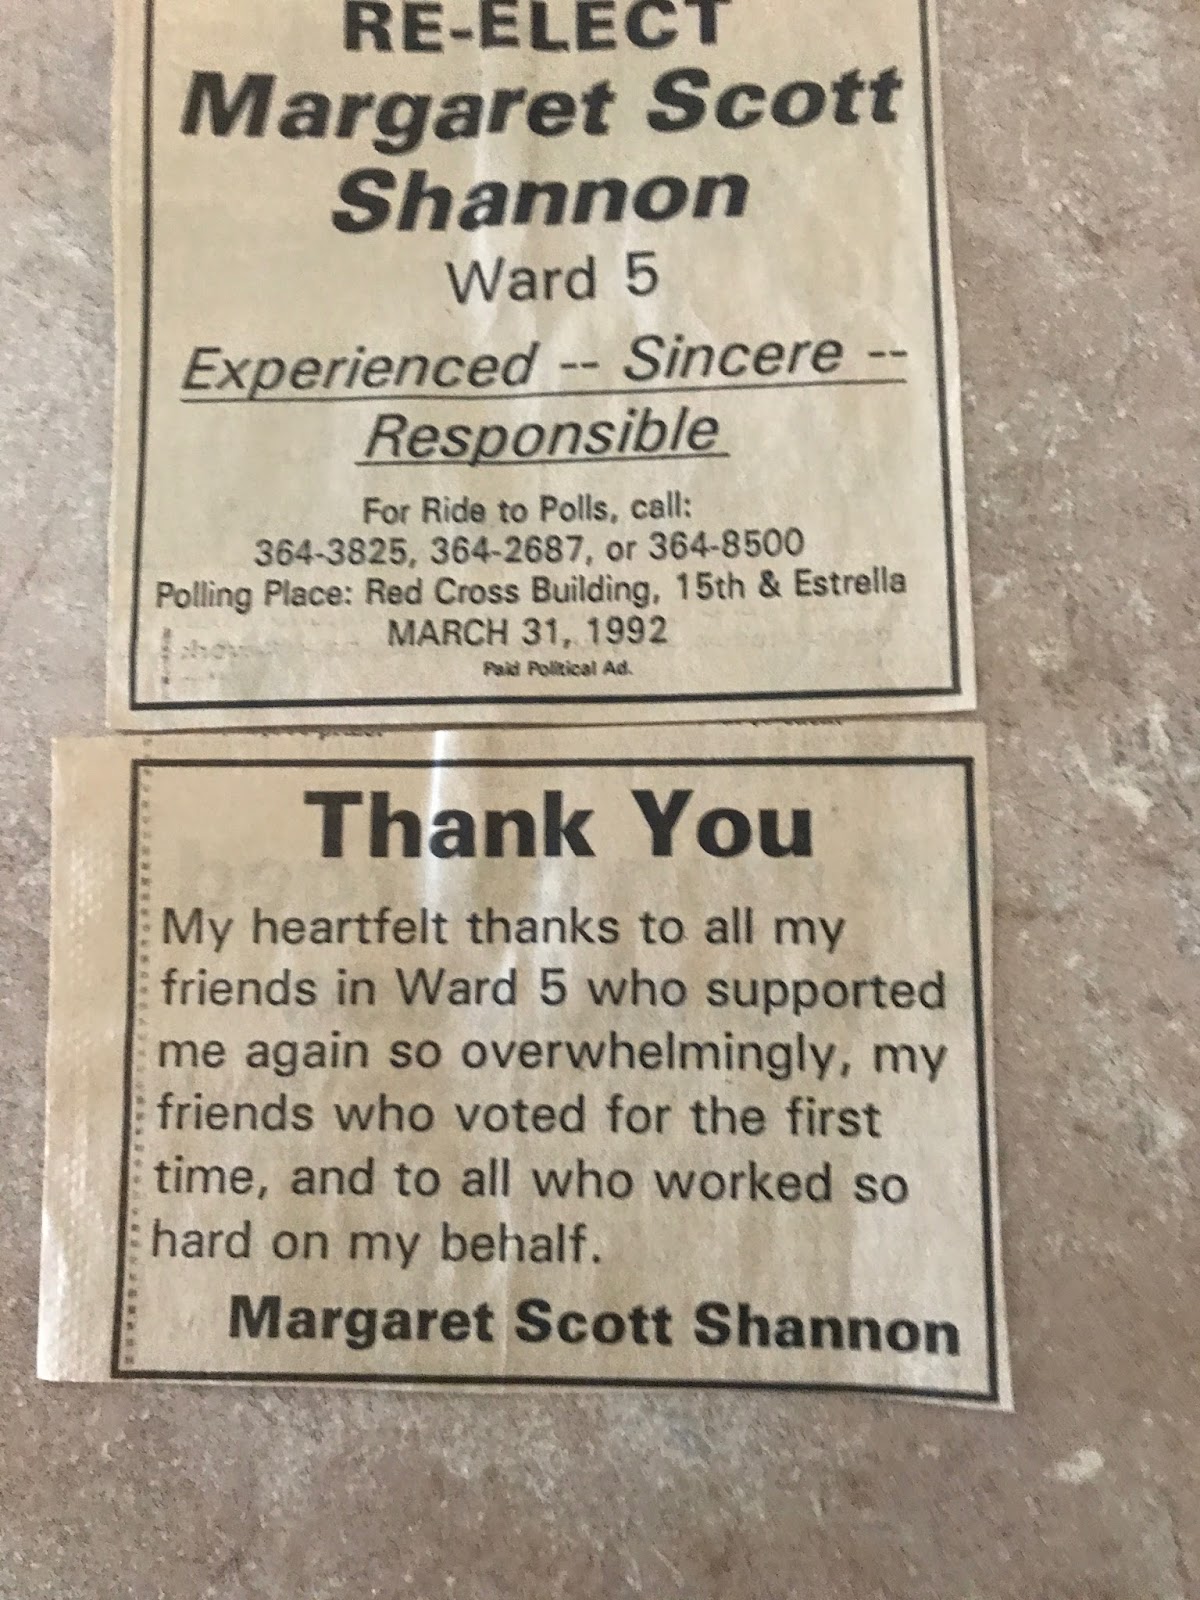 RE-ELECT
Margaret Scott
Shannon
Ward 5
Experienced -- Sincere --
Responsible
For Ride to Polls, call:
364-3825, 364-2687, or 364-8500
Polling Place: Red Cross Building, 15th & Estrella
MARCH 31, 1992
Paid Political Ad.
Thank You
My heartfelt thanks to all my
friends in Ward 5 who supported
me again so overwhelmingly, my
friends who voted for the first
time, and to all who worked so
hard on my behalf.
Margaret Scott Shannon